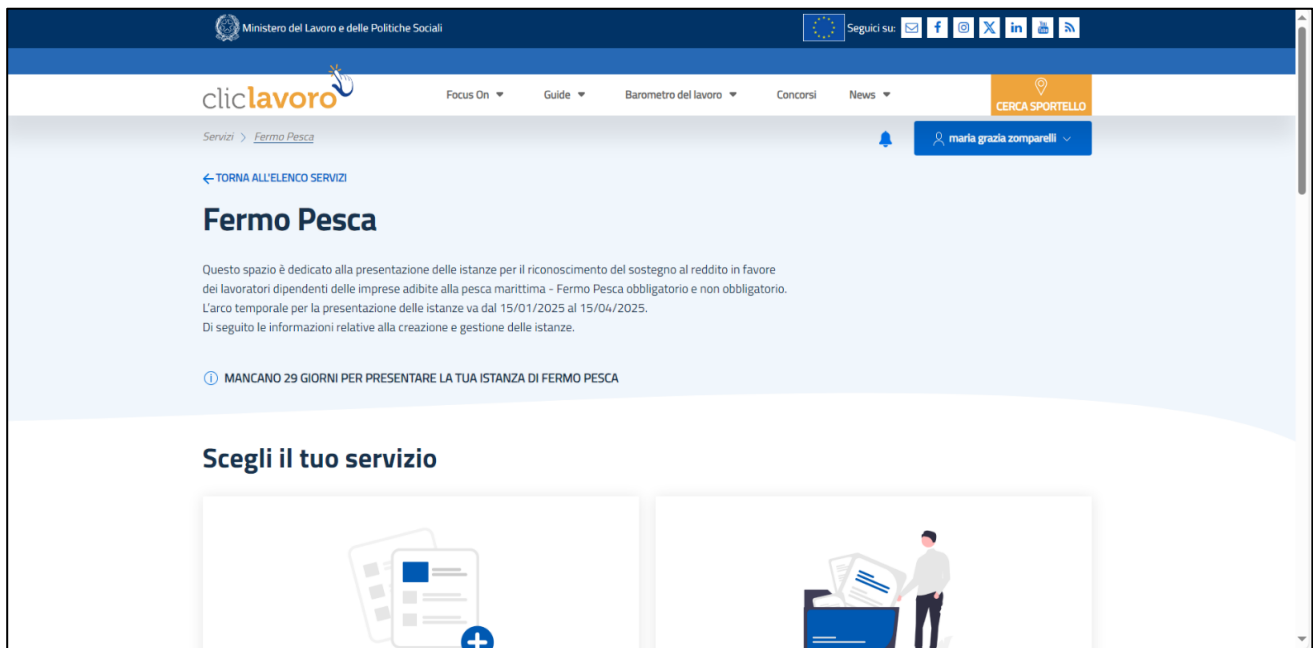 Ministero del Lavoro e delle Politiche Sociali
Seguici su:
cliclavoro
Focus On
Guide
Barometro del lavoro
Concorsi
News
CERCA SPORTELLO
Servizi > Fermo Pesca
maria grazia zomparelli
TORNA ALL'ELENCO SERVIZI
Fermo Pesca
Questo spazio è dedicato alla presentazione delle istanze per il riconoscimento del sostegno al reddito in favore
dei lavoratori dipendenti delle imprese adibite alla pesca marittima - Fermo Pesca obbligatorio e non obbligatorio.
L'arco temporale per la presentazione delle istanze va dal 15/01/2025 al 15/04/2025.
Di seguito le informazioni relative alla creazione e gestione delle istanze.
MANCANO 29 GIORNI PER PRESENTARE LA TUA ISTANZA DI FERMO PESCA
Scegli il tuo servizio